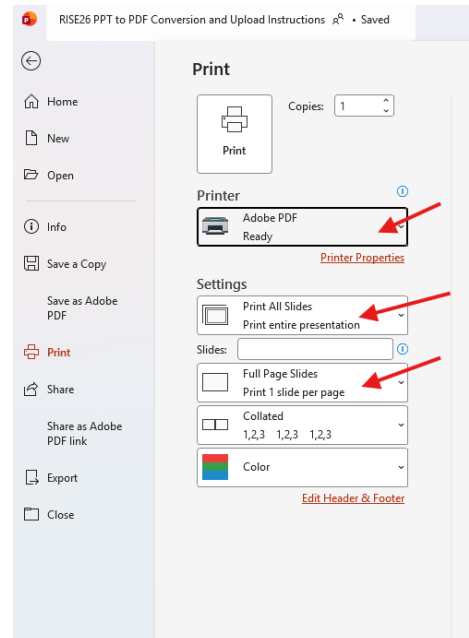 RISE26 PPT to PDF Conversion and Upload Instructions • Saved
Print
Home
New
Open
Info
Save a Copy
Save as Adobe
PDF
Print
Share
Share as Adobe
PDF link
Export
Close
Print
Copies: 1
Printer
Adobe PDF
Ready
Printer Properties
Settings
Print All Slides
Print entire presentation
Slides:
Full Page Slides
Print 1 slide per page
Collated
1,2,3 1,2,3 1,2,3
Color
Edit Header & Footer